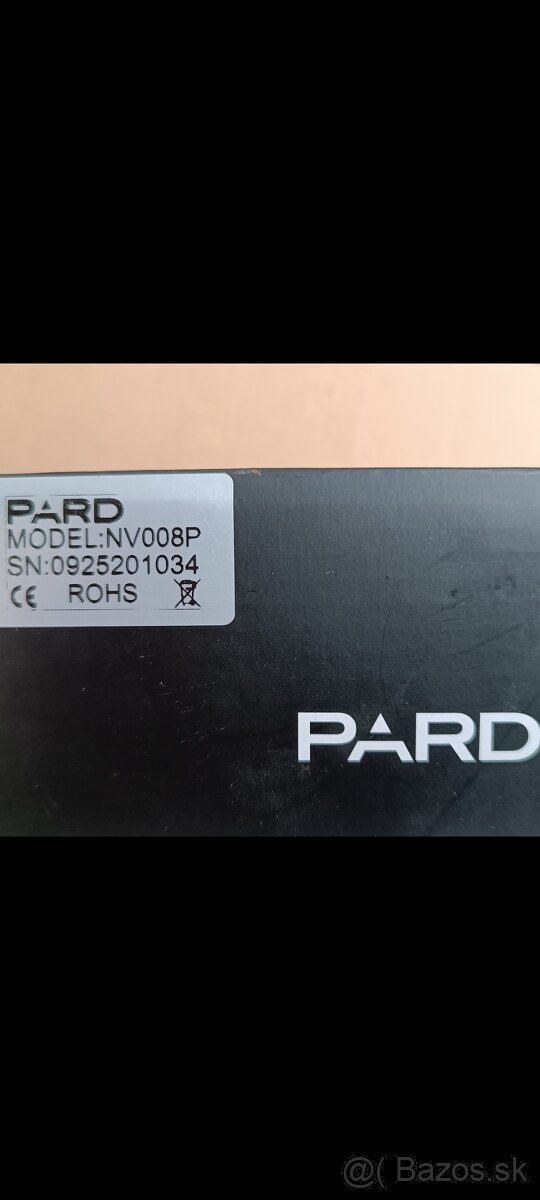 PARD
MODEL:NV008P
SN:0925201034
CE ROHS
PARD
@( Bazos.sk